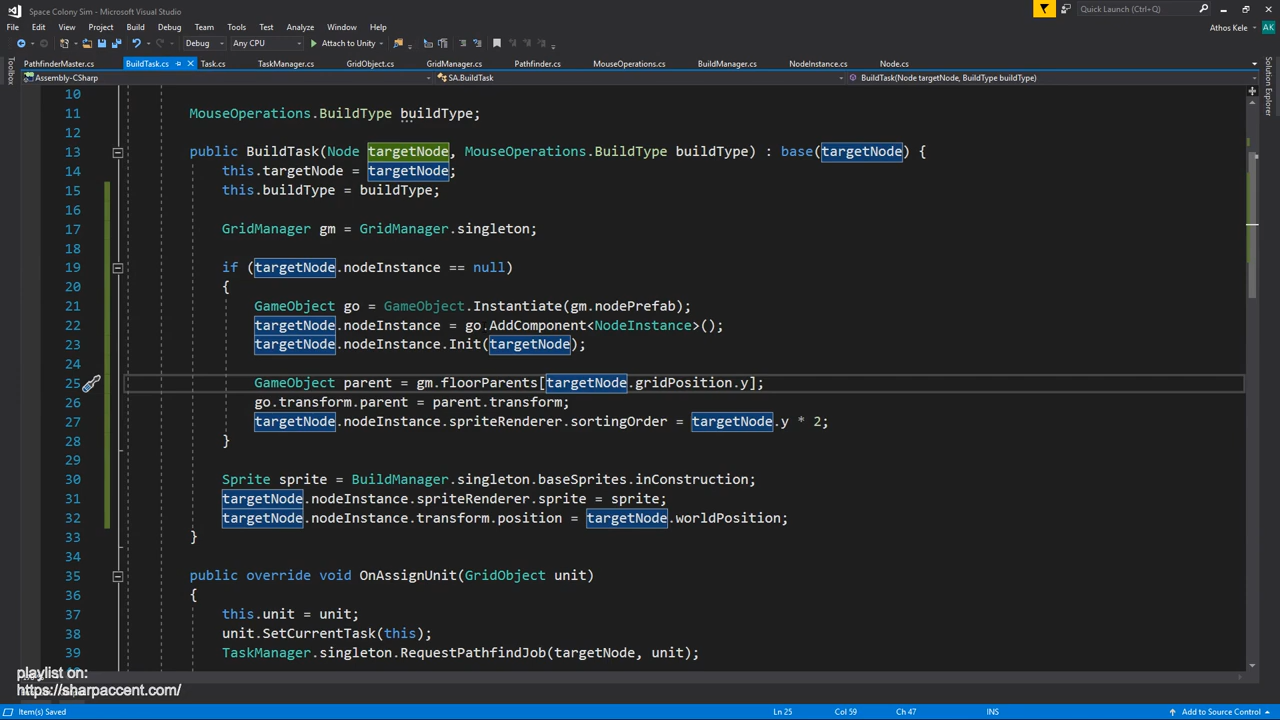 Space Colony Sim - Microsoft Visual Studio
Quick Launch (Ctrl+Q)
File Edit View Project Build Debug Team Tools Test Analyze Window Help
Athos Kele AK
Debug Any CPU Attach to Unity
PathfinderMaster.cs BuildTask.cs Task.cs TaskManager.cs GridObject.cs GridManager.cs Pathfinder.cs MouseOperations.cs BuildManager.cs NodeInstance.cs Node.cs
Assembly-CSharp SA.BuildTask BuildTask(Node targetNode, BuildType buildType)
Toolbox
Solution Explorer
10
11 MouseOperations.BuildType buildType;
12
13 public BuildTask(Node targetNode, MouseOperations.BuildType buildType) : base(targetNode) {
14 this.targetNode = targetNode;
15 this.buildType = buildType;
16
17 GridManager gm = GridManager.singleton;
18
19 if (targetNode.nodeInstance == null)
20 {
21 GameObject go = GameObject.Instantiate(gm.nodePrefab);
22 targetNode.nodeInstance = go.AddComponent<NodeInstance>();
23 targetNode.nodeInstance.Init(targetNode);
24
25 GameObject parent = gm.floorParents[targetNode.gridPosition.y];
26 go.transform.parent = parent.transform;
27 targetNode.nodeInstance.spriteRenderer.sortingOrder = targetNode.y * 2;
28 }
29
30 Sprite sprite = BuildManager.singleton.baseSprites.inConstruction;
31 targetNode.nodeInstance.spriteRenderer.sprite = sprite;
32 targetNode.nodeInstance.transform.position = targetNode.worldPosition;
33 }
34
35 public override void OnAssignUnit(GridObject unit)
36 {
37 this.unit = unit;
38 unit.SetCurrentTask(this);
39 TaskManager.singleton.RequestPathfindJob(targetNode, unit);
playlist on:
https://sharpaccent.com/
Item(s) Saved Ln 25 Col 59 Ch 47 INS Add to Source Control